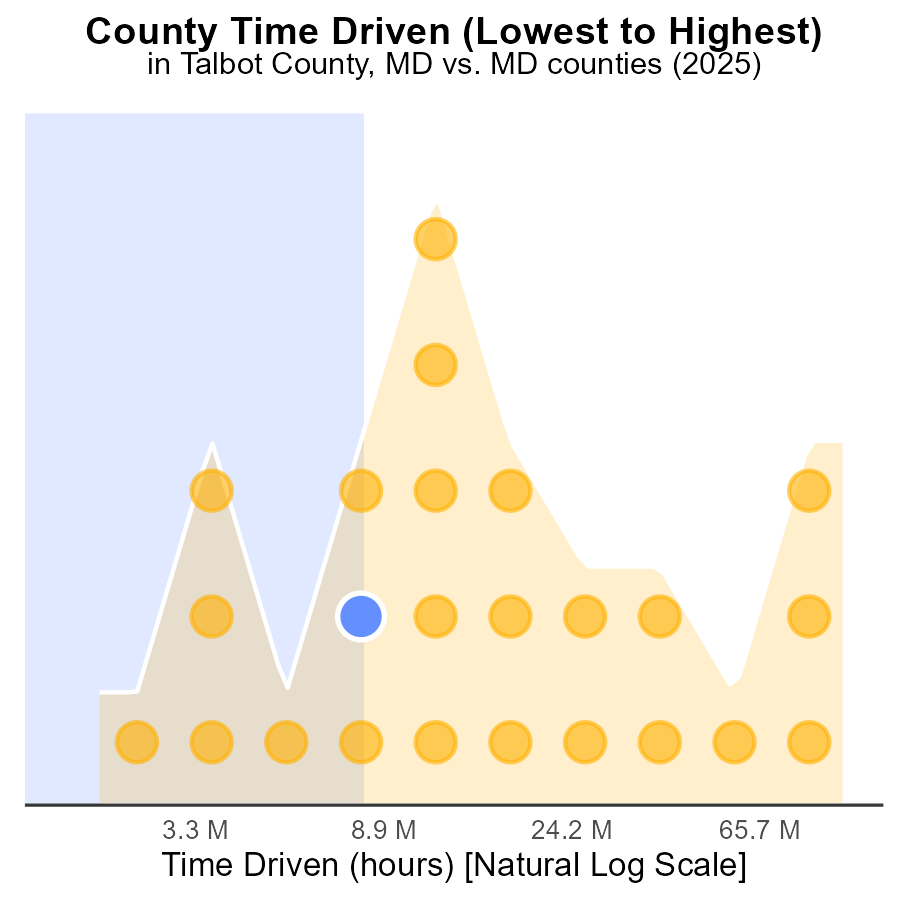 County Time Driven (Lowest to Highest)
in Talbot County, MD vs. MD counties (2025)
3.3 M 8.9 M 24.2 M 65.7 M
Time Driven (hours) [Natural Log Scale]